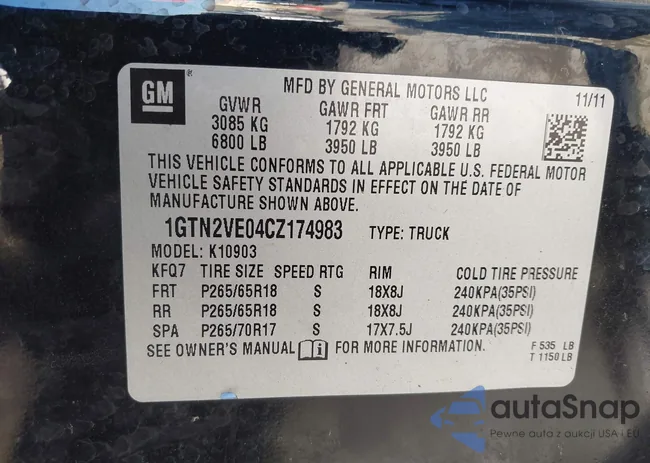 GM
MFD BY GENERAL MOTORS LLC
11/11
GVWR GAWR FRT GAWR RR
3085 KG 1792 KG 1792 KG
6800 LB 3950 LB 3950 LB
THIS VEHICLE CONFORMS TO ALL APPLICABLE U.S. FEDERAL MOTOR
VEHICLE SAFETY STANDARDS IN EFFECT ON THE DATE OF
MANUFACTURE SHOWN ABOVE.
1GTN2VE04CZ174983 TYPE: TRUCK
MODEL: K10903
KFQ7 TIRE SIZE SPEED RTG RIM COLD TIRE PRESSURE
FRT P265/65R18 S 18X8J 240KPA(35PSI)
RR P265/65R18 S 18X8J 240KPA(35PSI)
SPA P265/70R17 S 17X7.5J 240KPA(35PSI)
SEE OWNER'S MANUAL FOR MORE INFORMATION.
F 535 LB
T 1150 LB
autaSnap
Pewne auta z aukcji USA i EU